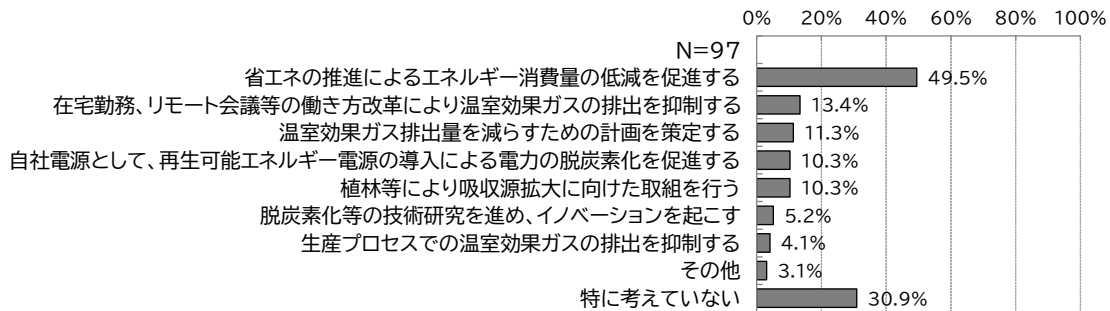 0% 20% 40% 60% 80% 100%
N=97
省エネの推進によるエネルギー消費量の低減を促進する 49.5%
在宅勤務、リモート会議等の働き方改革により温室効果ガスの排出を抑制する 13.4%
温室効果ガス排出量を減らすための計画を策定する 11.3%
自社電源として、再生可能エネルギー電源の導入による電力の脱炭素化を促進する 10.3%
植林等により吸収源拡大に向けた取組を行う 10.3%
脱炭素化等の技術研究を進め、イノベーションを起こす 5.2%
生産プロセスでの温室効果ガスの排出を抑制する 4.1%
その他 3.1%
特に考えていない 30.9%